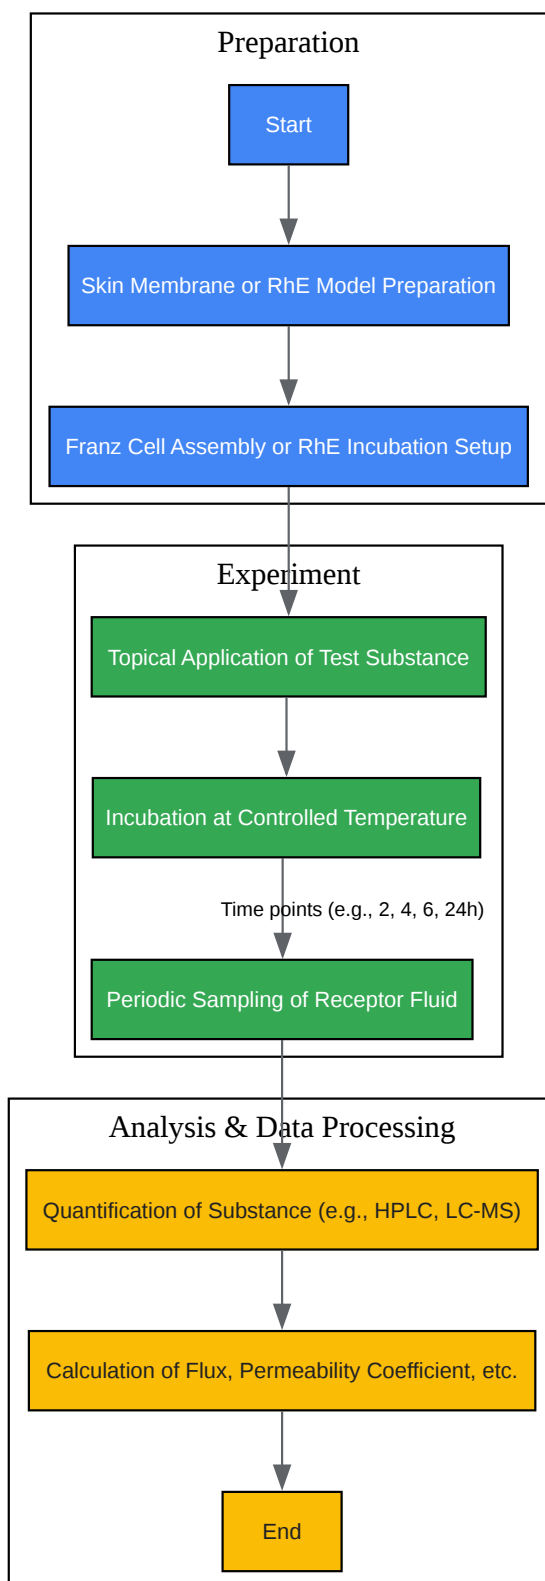 Preparation
Start
Skin Membrane or RhE Model Preparation
Franz Cell Assembly or RhE Incubation Setup
Experiment
Topical Application of Test Substance
Incubation at Controlled Temperature
Time points (e.g., 2, 4, 6, 24h)
Periodic Sampling of Receptor Fluid
Analysis & Data Processing
Quantification of Substance (e.g., HPLC, LC-MS)
Calculation of Flux, Permeability Coefficient, etc.
End